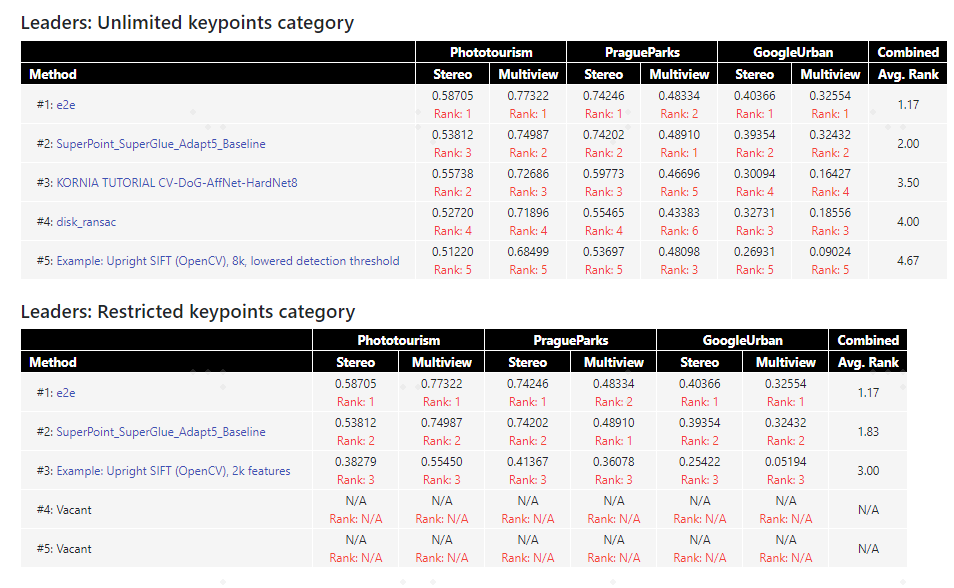 Leaders: Unlimited keypoints category
Phototourism PragueParks GoogleUrban Combined
Method Stereo Multiview Stereo Multiview Stereo Multiview Avg. Rank
#1: e2e 0.58705 0.77322 0.74246 0.48334 0.40366 0.32554 1.17
Rank: 1 Rank: 1 Rank: 1 Rank: 2 Rank: 1 Rank: 1
#2: SuperPoint_SuperGlue_Adapt5_Baseline 0.53812 0.74987 0.74202 0.48910 0.39354 0.32432 2.00
Rank: 3 Rank: 2 Rank: 2 Rank: 1 Rank: 2 Rank: 2
#3: KORNIA TUTORIAL CV-DoG-AffNet-HardNet8 0.55738 0.72686 0.59773 0.46696 0.30094 0.16427 3.50
Rank: 2 Rank: 3 Rank: 3 Rank: 5 Rank: 4 Rank: 4
#4: disk_ransac 0.52720 0.71896 0.55465 0.43383 0.32731 0.18556 4.00
Rank: 4 Rank: 4 Rank: 4 Rank: 6 Rank: 3 Rank: 3
#5: Example: Upright SIFT (OpenCV), 8k, lowered detection threshold 0.51220 0.68499 0.53697 0.48098 0.26931 0.09024 4.67
Rank: 5 Rank: 5 Rank: 5 Rank: 3 Rank: 5 Rank: 5
Leaders: Restricted keypoints category
Phototourism PragueParks GoogleUrban Combined
Method Stereo Multiview Stereo Multiview Stereo Multiview Avg. Rank
#1: e2e 0.58705 0.77322 0.74246 0.48334 0.40366 0.32554 1.17
Rank: 1 Rank: 1 Rank: 1 Rank: 2 Rank: 1 Rank: 1
#2: SuperPoint_SuperGlue_Adapt5_Baseline 0.53812 0.74987 0.74202 0.48910 0.39354 0.32432 1.83
Rank: 2 Rank: 2 Rank: 2 Rank: 1 Rank: 2 Rank: 2
#3: Example: Upright SIFT (OpenCV), 2k features 0.38279 0.55450 0.41367 0.36078 0.25422 0.05194 3.00
Rank: 3 Rank: 3 Rank: 3 Rank: 3 Rank: 3 Rank: 3
#4: Vacant N/A N/A N/A N/A N/A N/A N/A
Rank: N/A Rank: N/A Rank: N/A Rank: N/A Rank: N/A Rank: N/A
#5: Vacant N/A N/A N/A N/A N/A N/A N/A
Rank: N/A Rank: N/A Rank: N/A Rank: N/A Rank: N/A Rank: N/A